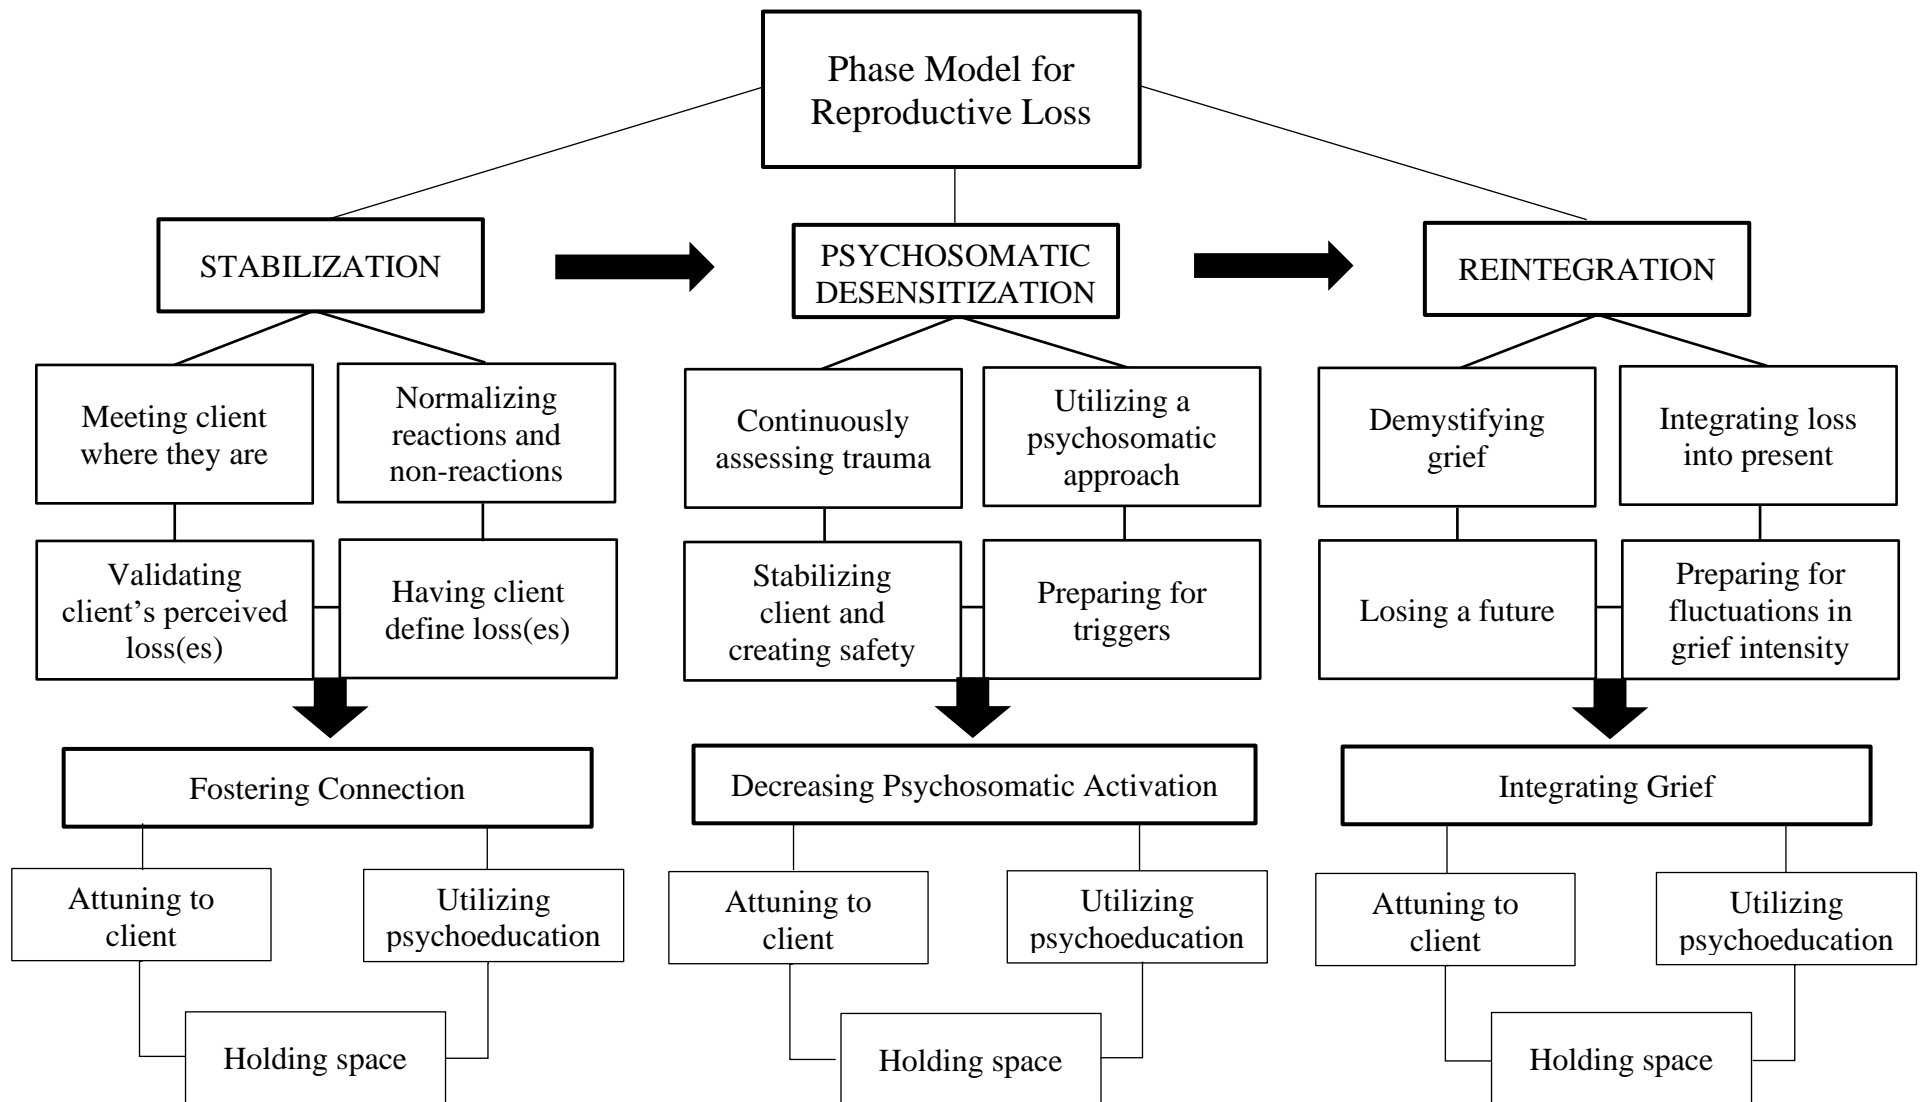 Phase Model for
Reproductive Loss
STABILIZATION
PSYCHOSOMATIC
DESENSITIZATION
REINTEGRATION
Meeting client
where they are
Normalizing
reactions and
non-reactions
Continuously
assessing trauma
Utilizing a
psychosomatic
approach
Demystifying
grief
Integrating loss
into present
Validating
client’s perceived
loss(es)
Having client
define loss(es)
Stabilizing
client and
creating safety
Preparing for
triggers
Losing a future
Preparing for
fluctuations in
grief intensity
Fostering Connection
Decreasing Psychosomatic Activation
Integrating Grief
Attuning to
client
Utilizing
psychoeducation
Attuning to
client
Utilizing
psychoeducation
Attuning to
client
Utilizing
psychoeducation
Holding space
Holding space
Holding space